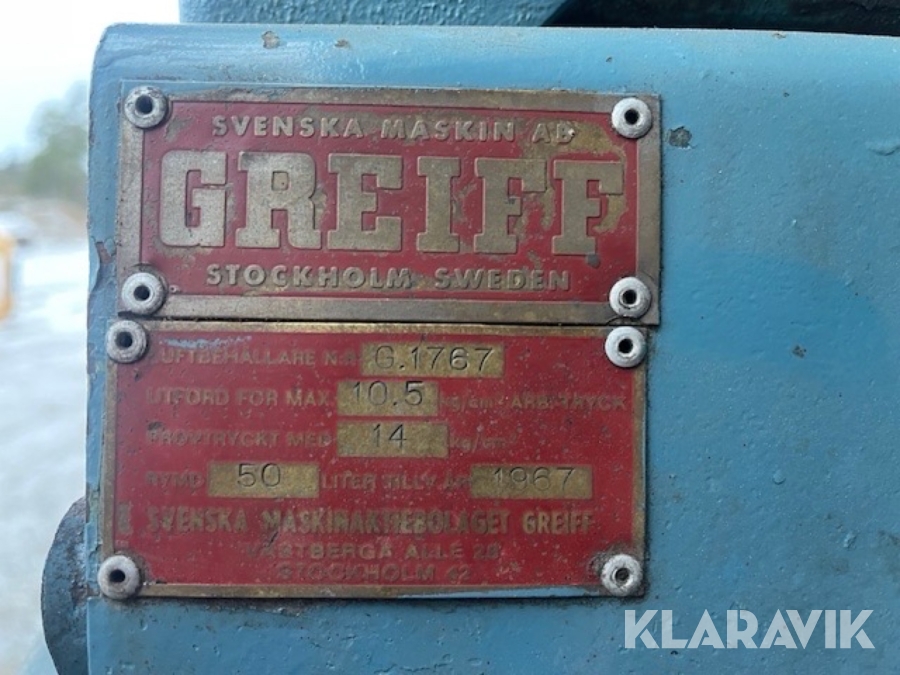 SVENSKA MASKIN AB
GREIFF
STOCKHOLM SWEDEN
LUFTBEHÅLLARE N:R G.1767
UTFÖRD FÖR MAX 10.5 kg/cm² ARB.TRYCK
PROVTRYCKT MED 14 kg/cm²
RYMD 50 LITER TILLV.ÅR 1967
SVENSKA MASKINAKTIEBOLAGET GREIFF
VÄSTBERGA ALLÉ 28
STOCKHOLM 42
KLARAVIK